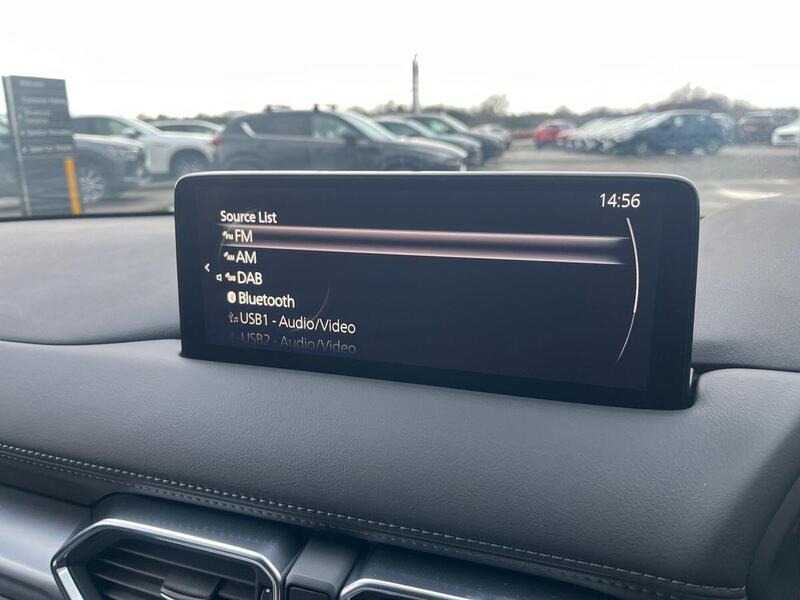 14:56
Source List
FM
AM
DAB
Bluetooth
USB1 - Audio/Video
USB2 - Audio/Video